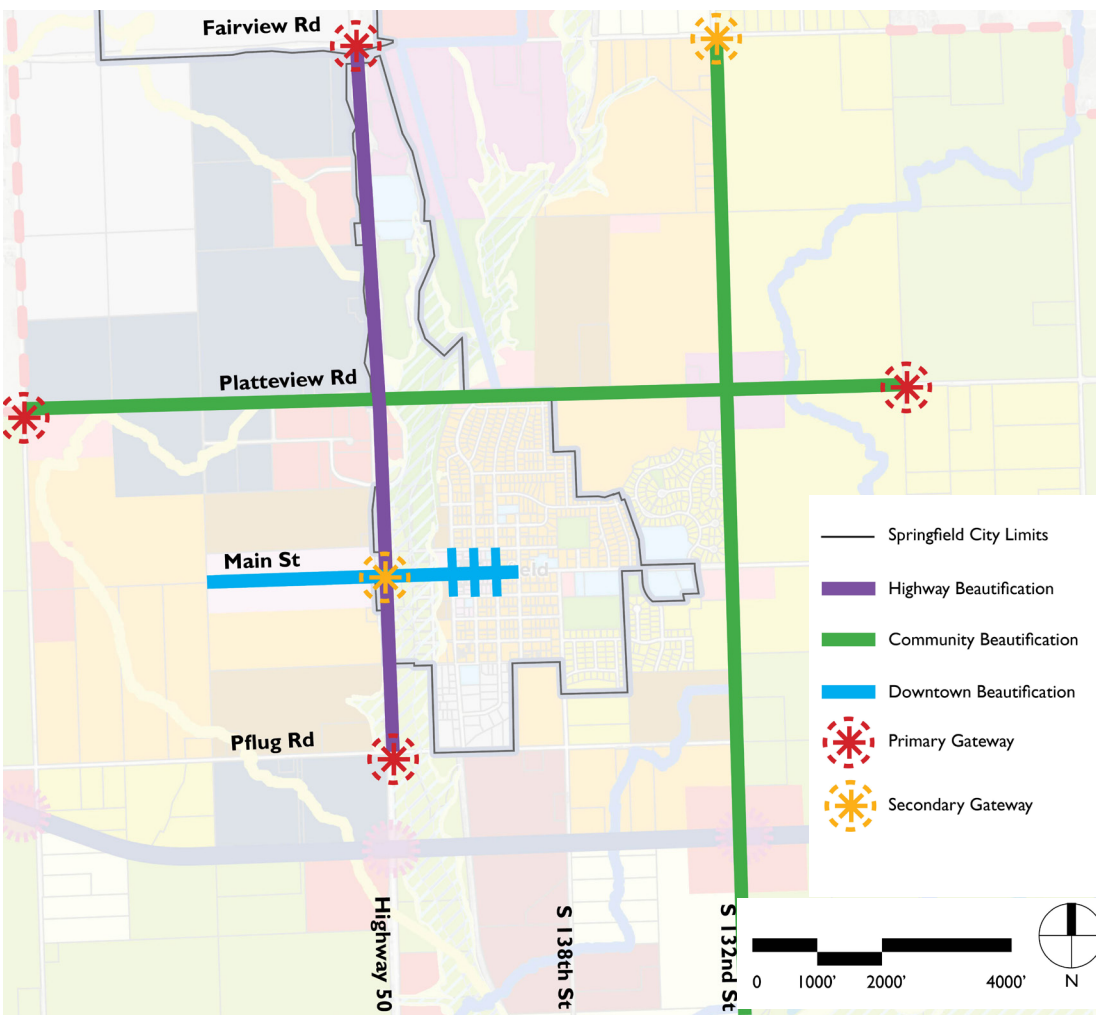 Fairview Rd
Platteview Rd
Main St
eld
Pflug Rd
Highway 50
S 138th St
S 132nd St
Springfield City Limits
Highway Beautification
Community Beautification
Downtown Beautification
Primary Gateway
Secondary Gateway
0 1000' 2000' 4000'
N